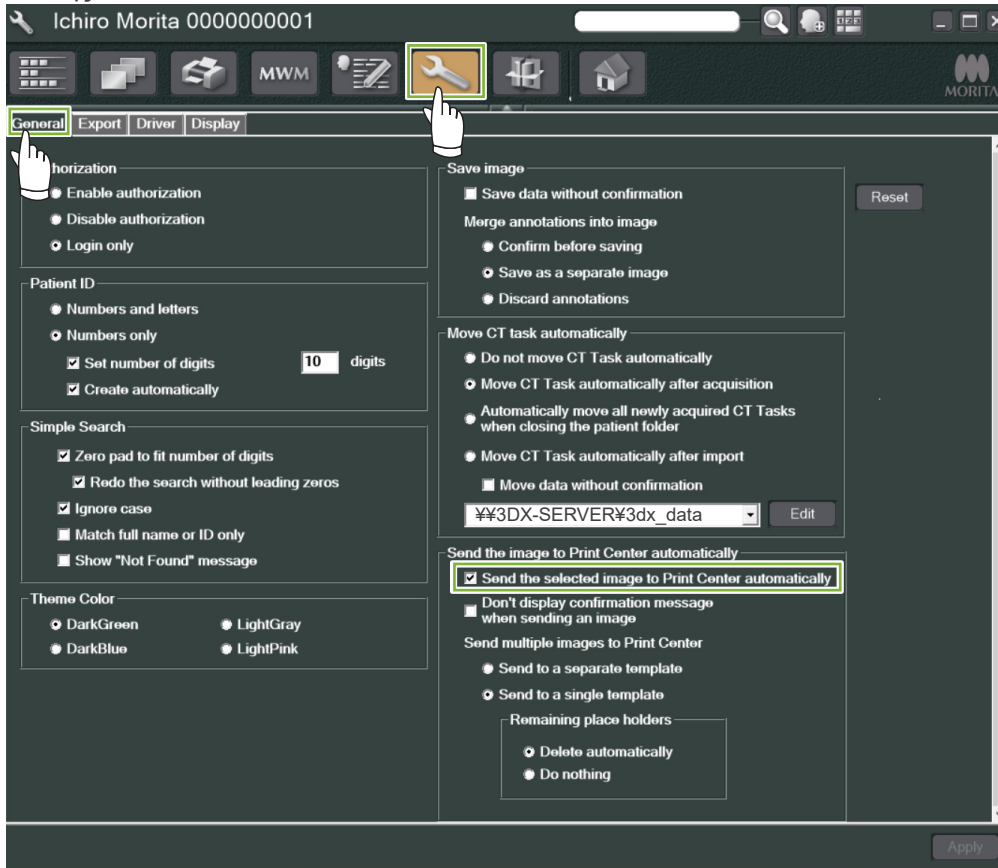 Ichiro Morita 0000000001
MWM
MORITA
General Export Driver Display
horization
Enable authorization
Disable authorization
Login only
Patient ID
Numbers and letters
Numbers only
Set number of digits 10 digits
Create automatically
Simple Search
Zero pad to fit number of digits
Redo the search without leading zeros
Ignore case
Match full name or ID only
Show "Not Found" message
Theme Color
DarkGreen LightGray
DarkBlue LightPink
Save image
Save data without confirmation
Merge annotations into image
Confirm before saving
Save as a separate image
Discard annotations
Reset
Move CT task automatically
Do not move CT Task automatically
Move CT Task automatically after acquisition
Automatically move all newly acquired CT Tasks
when closing the patient folder
Move CT Task automatically after import
Move data without confirmation
¥¥3DX-SERVER¥3dx_data Edit
Send the image to Print Center automatically
Send the selected image to Print Center automatically
Don't display confirmation message
when sending an image
Send multiple images to Print Center
Send to a separate template
Send to a single template
Remaining place holders
Delete automatically
Do nothing
Apply